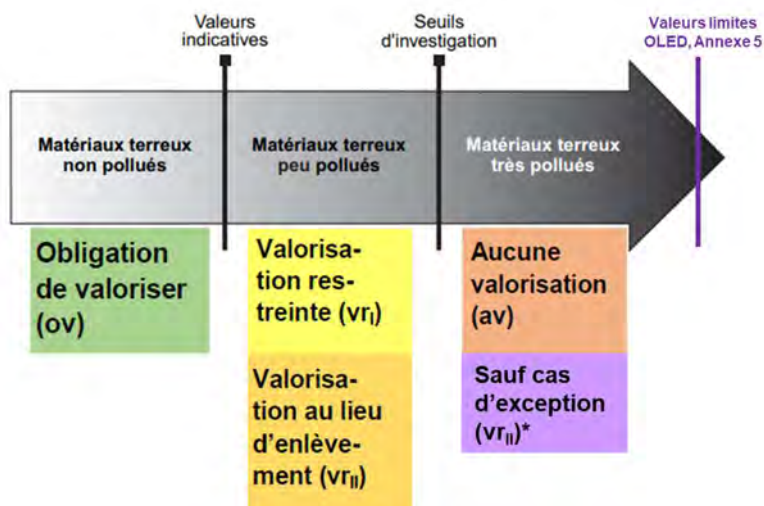 Valeurs
indicatives
Seuils
d'investigation
Valeurs limites
OLED, Annexe 5
Matériaux terreux
non pollués
Matériaux terreux
peu pollués
Matériaux terreux
très pollués
Obligation
de valoriser
(ov)
Valorisa-
tion res-
treinte (vrI)
Aucune
valorisation
(av)
Valorisa-
tion au lieu
d'enlève-
ment (vrII)
Sauf cas
d'exception
(vrII)*